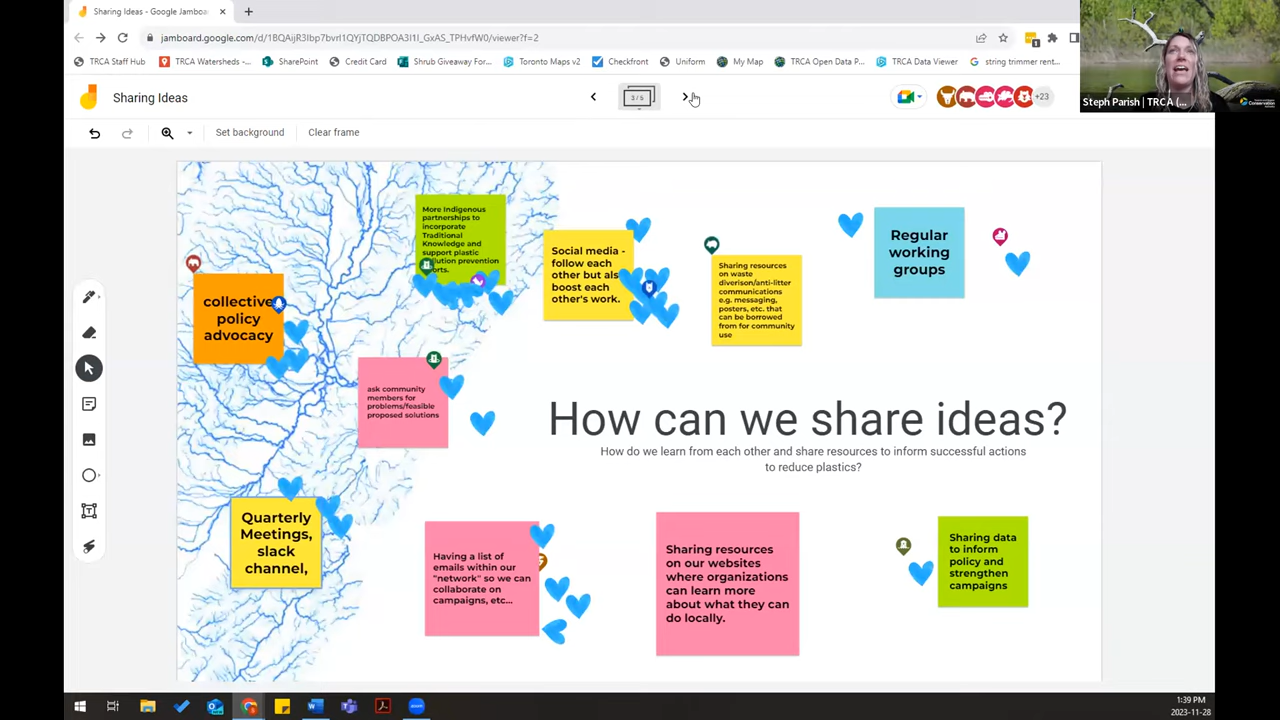 Sharing Ideas - Google Jamboa
jamboard.google.com/d/
/viewer?f=2
TRCA Staff Hub
TRCA Watersheds -...
SharePoint
Credit Card
Shrub Giveaway For...
Toronto Maps v2
Checkfront
Uniform
My Map
TRCA Open Data P...
TRCA Data Viewer
string trimmer rent...
Steph Parish | TRCA (...
Sharing Ideas
3 / 5
+23
Set background
Clear frame
More Indigenous
partnerships to
incorporate
Traditional
Knowledge and
support plastic
pollution prevention
orts.
Social media -
follow each
other but als
boost each
other's work.
Sharing resources
on waste
diverison/anti-litter
communications
e.g. messaging,
posters, etc. that
can be borrowed
from for community
use
Regular
working
groups
collective
policy
advocacy
ask community
members for
problems/feasible
proposed solutions
How can we share ideas?
How do we learn from each other and share resources to inform successful actions
to reduce plastics?
Quarterly
Meetings,
slack
channel,
Having a list of
emails within our
"network" so we can
collaborate on
campaigns, etc...
Sharing resources
on our websites
where organizations
can learn more
about what they can
do locally.
Sharing data
to inform
policy and
strengthen
campaigns
1:39 PM
2023-11-28